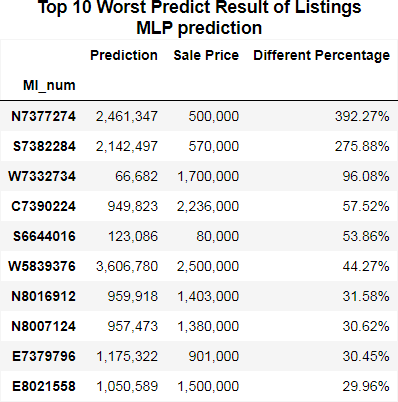 Top 10 Worst Predict Result of Listings
MLP prediction
Prediction Sale Price Different Percentage
Ml_num
N7377274 2,461,347 500,000 392.27%
S7382284 2,142,497 570,000 275.88%
W7332734 66,682 1,700,000 96.08%
C7390224 949,823 2,236,000 57.52%
S6644016 123,086 80,000 53.86%
W5839376 3,606,780 2,500,000 44.27%
N8016912 959,918 1,403,000 31.58%
N8007124 957,473 1,380,000 30.62%
E7379796 1,175,322 901,000 30.45%
E8021558 1,050,589 1,500,000 29.96%